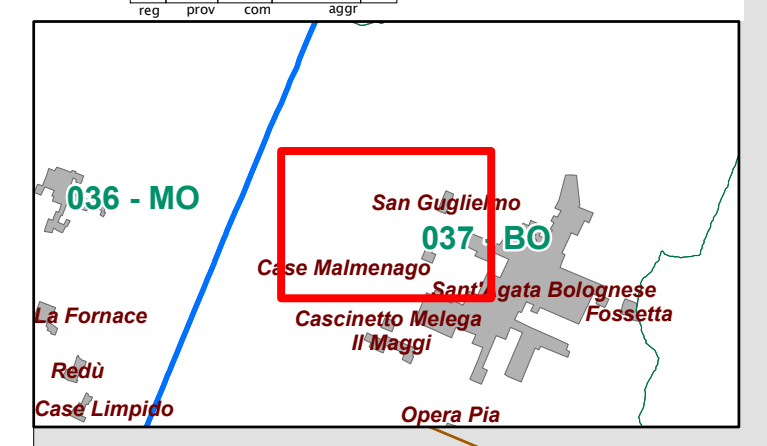 reg prov com aggr
036 - MO
San Guglielmo
037 - BO
Case Malmenago
Sant'Agata Bolognese
La Fornace
Cascinetto Melega
Fossetta
Il Maggi
Redù
Case Limpido
Opera Pia